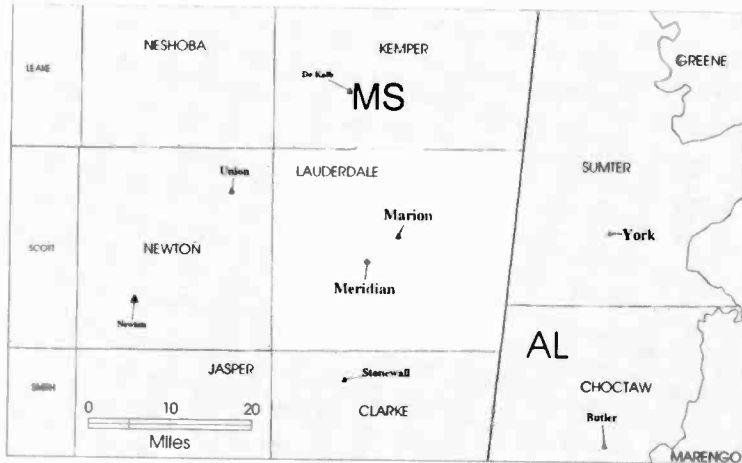 NESHOBA
KEMPER
GREENE
LEAKE
De Kalb
MS
Union
LAUDERDALE
SUMTER
Marion
York
SCOTT
NEWTON
Meridian
Newton
AL
JASPER
Stonewall
SMITH
CHOCTAW
0 10 20
CLARKE
Butler
Miles
MARENGO